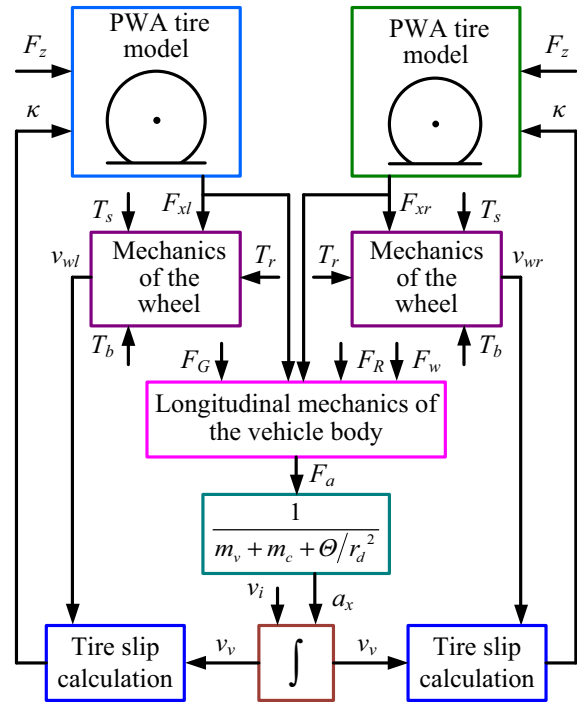 PWA tire
model
PWA tire
model
F_z
F_z
κ
κ
T_s
F_xl
F_xr
T_s
v_wl
Mechanics
of the
wheel
T_r
T_r
Mechanics
of the
wheel
v_wr
T_b
T_b
F_G
F_R
F_w
Longitudinal mechanics of
the vehicle body
F_a
1
m_v + m_c + Θ/r_d^2
v_i
a_x
Tire slip
calculation
v_v
∫
v_v
Tire slip
calculation